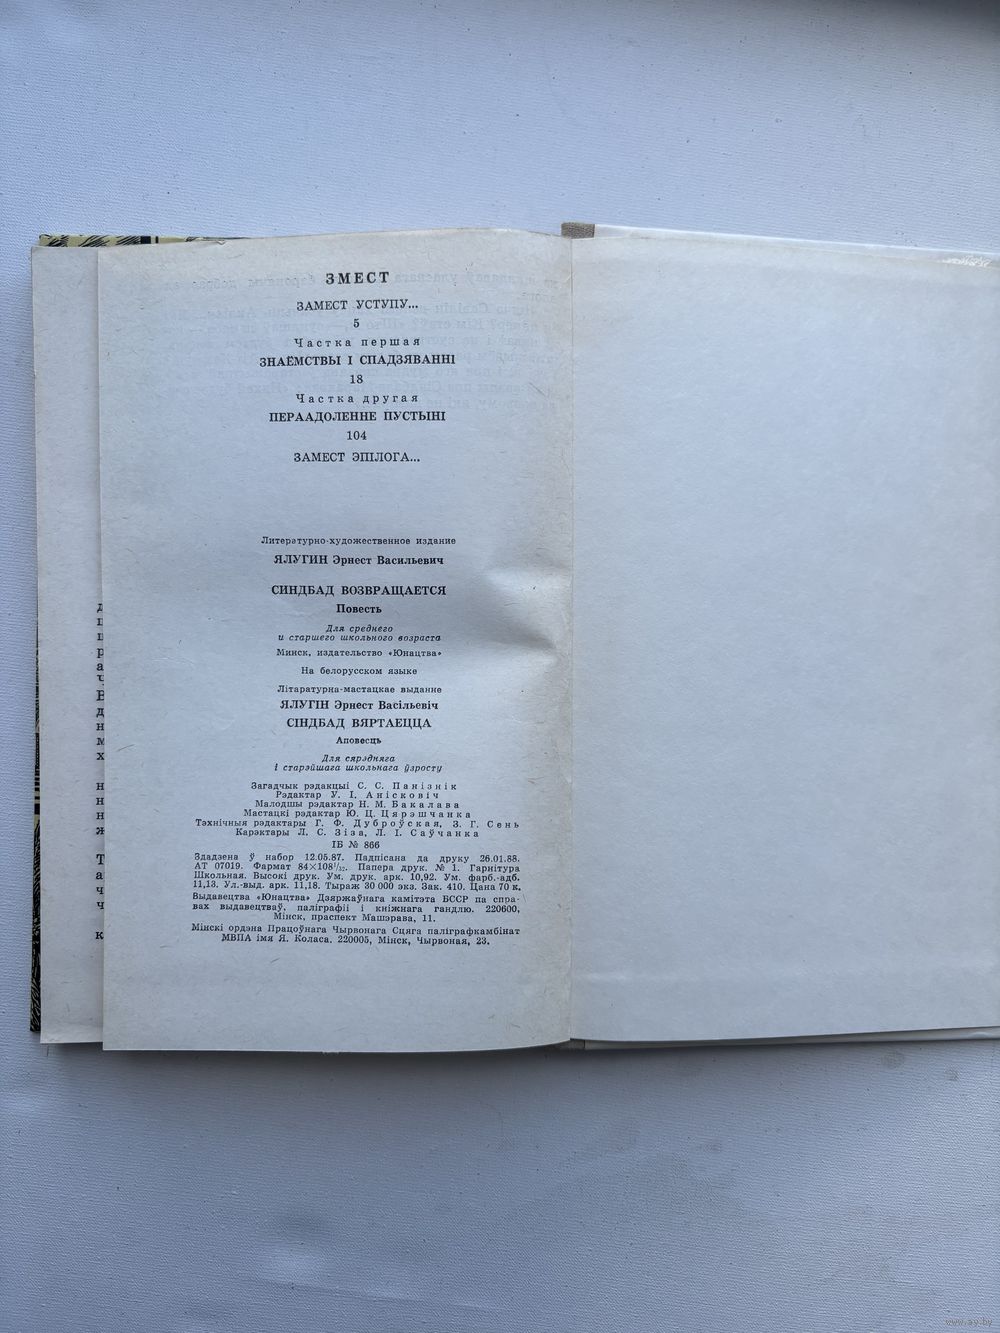 ЗМЕСТ
ЗАМЕСТ УСТУПУ...
5
Частка першая
ЗНАЁМСТВЫ І СПАДЗЯВАННІ
18
Частка другая
ПЕРААДОЛЕННЕ ПУСТЫНІ
104
ЗАМЕСТ ЭПІЛОГА...
Литературно-художественное издание
ЯЛУГИН Эрнест Васильевич
СИНДБАД ВОЗВРАЩАЕТСЯ
Повесть
Для среднего
и старшего школьного возраста
Минск, издательство «Юнацтва»
На белорусском языке
Літаратурна-мастацкае выданне
ЯЛУГІН Эрнест Васільевіч
СІНДБАД ВЯРТАЕЦЦА
Аповесць
Для сярэдняга
і старэйшага школьнага ўзросту
Загадчык рэдакцыі С. С. Панізнік
Рэдактар У. І. Анісковіч
Малодшы рэдактар Н. М. Бакалава
Мастацкі рэдактар Ю. Ц. Цярэшчанка
Тэхнічныя рэдактары Г. Ф. Дуброўская, З. Г. Сень
Карэктары Л. С. Зіза, Л. І. Саўчанка
ІБ № 866
Здадзена ў набор 12.05.87. Падпісана да друку 26.01.88.
АТ 07019. Фармат 84×108¹/₃₂. Папера друк. № 1. Гарнітура
Школьная. Высокі друк. Ум. друк. арк. 10,92. Ум. фарб.-адб.
11,13. Ул.-выд. арк. 11,18. Тыраж 30 000 экз. Зак. 410. Цана 70 к.
Выдавецтва «Юнацтва» Дзяржаўнага камітэта БССР па спра-
вах выдавецтваў, паліграфіі і кніжнага гандлю. 220600,
Мінск, праспект Машэрава, 11.
Мінскі ордэна Працоўнага Чырвонага Сцяга паліграфкамбінат
МВПА імя Я. Коласа. 220005, Мінск, Чырвоная, 23.
www.ay.by